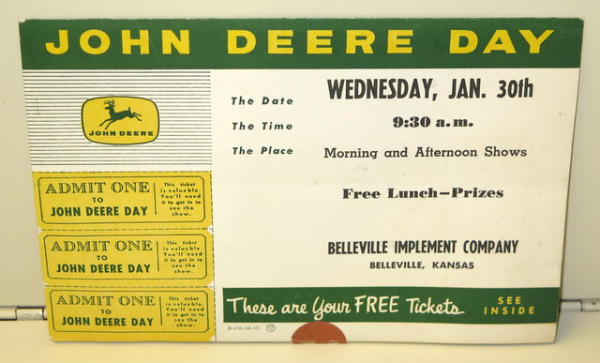 JOHN DEERE DAY
JOHN DEERE
The Date
WEDNESDAY, JAN. 30th
The Time
9:30 a.m.
The Place
Morning and Afternoon Shows
Free Lunch-Prizes
BELLEVILLE IMPLEMENT COMPANY
BELLEVILLE, KANSAS
ADMIT ONE
TO
JOHN DEERE DAY
This ticket
is valuable.
You'll need
it to get in to
see the
show.
ADMIT ONE
TO
JOHN DEERE DAY
This ticket
is valuable.
You'll need
it to get in to
see the
show.
ADMIT ONE
TO
JOHN DEERE DAY
This ticket
is valuable.
You'll need
it to get in to
see the
show.
These are Your FREE Tickets
SEE
INSIDE